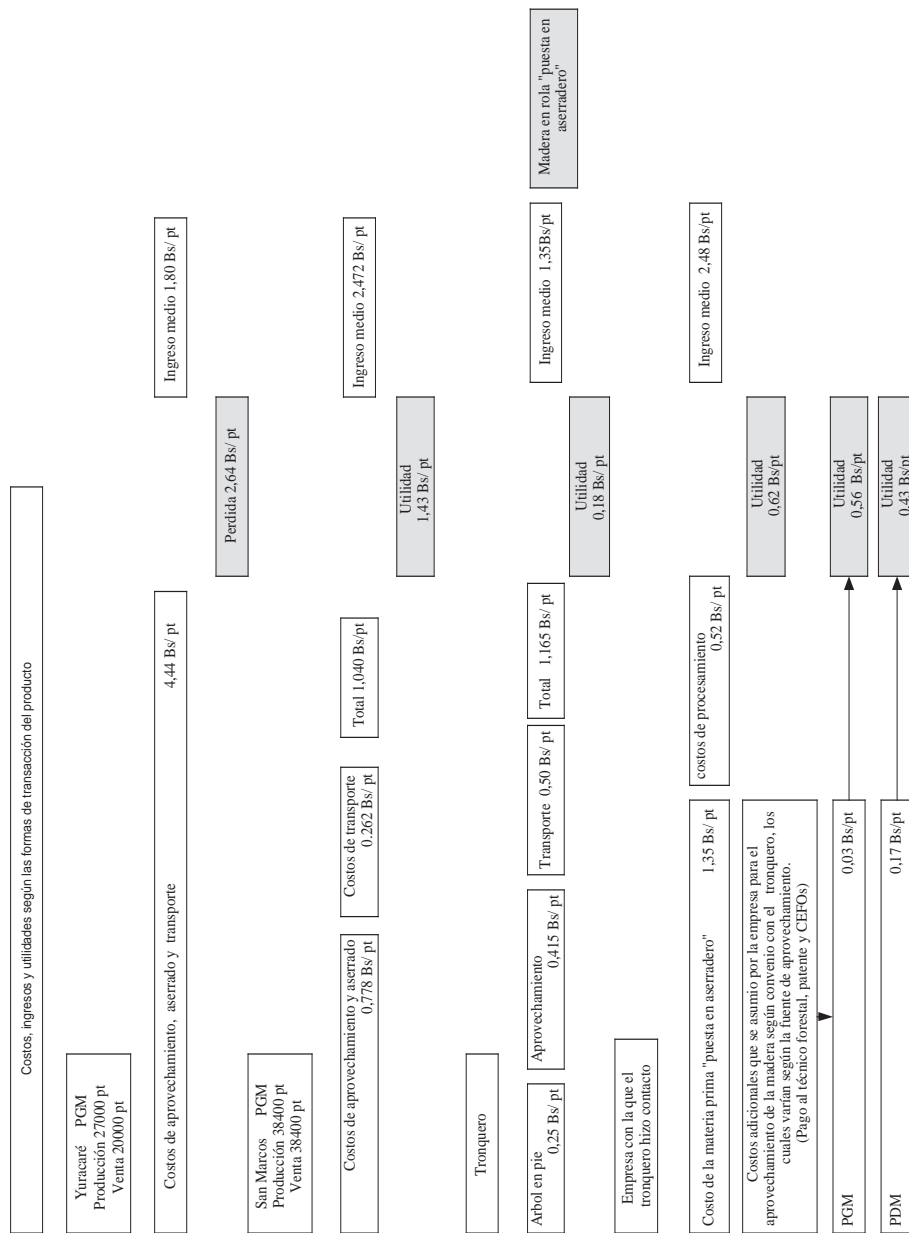 Costos, ingresos y utilidades según las formas de transacción del producto
Yuracaré PGM
Producción 27000 pt
Venta 20000 pt
Costos de aprovechamiento, aserrado y transporte 4,44 Bs/ pt
Ingreso medio 1,80 Bs/ pt
Perdida 2,64 Bs/ pt
San Marcos PGM
Producción 38400 pt
Venta 38400 pt
Costos de aprovechamiento y aserrado
0,778 Bs/ pt
Costos de transporte
0.262 Bs/ pt
Total 1,040 Bs/pt
Ingreso medio 2,472 Bs/ pt
Utilidad
1,43 Bs/ pt
Tronquero
Arbol en pie
0,25 Bs/ pt
Aprovechamiento
0,415 Bs/ pt
Transporte 0,50 Bs/ pt
Total 1,165 Bs/ pt
Ingreso medio 1,35Bs/ pt
Madera en rola "puesta en
aserradero"
Utilidad
0,18 Bs/ pt
Empresa con la que el
tronquero hizo contacto
Costo de la materia prima "puesta en aserradero" 1,35 Bs/ pt
costos de procesamiento
0,52 Bs/ pt
Ingreso medio 2,48 Bs/ pt
Costos adicionales que se asumio por la empresa para el
aprovechamiento de la madera según convenio con el tronquero, los
cuales varían según la fuente de aprovechamiento.
(Pago al técnico forestal, patente y CEFOs)
Utilidad
0,62 Bs/pt
PGM 0,03 Bs/pt
Utilidad
0,56 Bs/pt
PDM 0,17 Bs/pt
Utilidad
0,43 Bs/pt